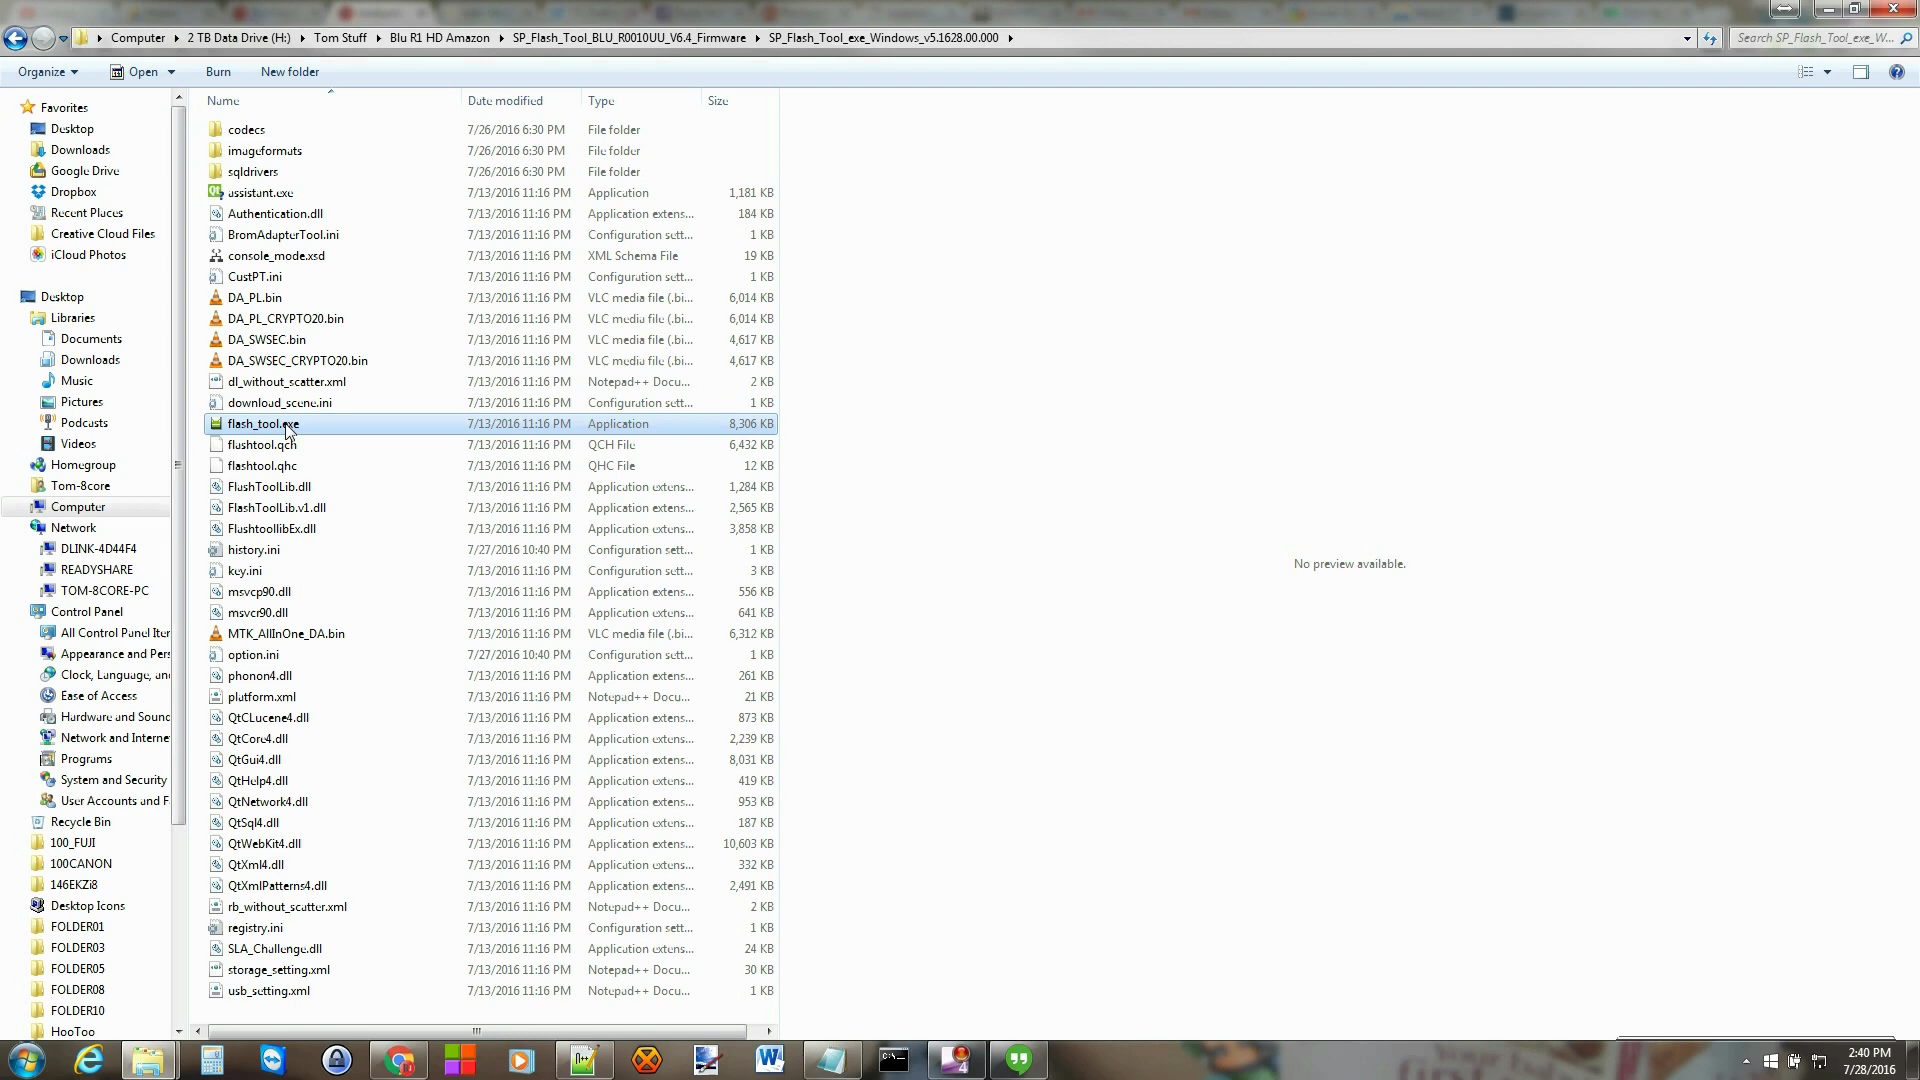 Computer ▸ 2 TB Data Drive (H:) ▸ Tom Stuff ▸ Blu R1 HD Amazon ▸ SP_Flash_Tool_BLU_R0010UU_V6.4_Firmware ▸ SP_Flash_Tool_exe_Windows_v5.1628.00.000 ▸ Search SP_Flash_Tool_exe_W...
Organize Open Burn New folder
Name Date modified Type Size
Favorites
Desktop
Downloads
Google Drive
Dropbox
Recent Places
Creative Cloud Files
iCloud Photos
Desktop
Libraries
Documents
Downloads
Music
Pictures
Podcasts
Videos
Homegroup
Tom-8core
Computer
Network
DLINK-4D44F4
READYSHARE
TOM-8CORE-PC
Control Panel
All Control Panel Iter
Appearance and Pers
Clock, Language, and
Ease of Access
Hardware and Sound
Network and Interne
Programs
System and Security
User Accounts and F
Recycle Bin
100_FUJI
100CANON
146EKZi8
Desktop Icons
FOLDER01
FOLDER03
FOLDER05
FOLDER08
FOLDER10
HooToo
codecs 7/26/2016 6:30 PM File folder
imageformats 7/26/2016 6:30 PM File folder
sqldrivers 7/26/2016 6:30 PM File folder
assistant.exe 7/13/2016 11:16 PM Application 1,181 KB
Authentication.dll 7/13/2016 11:16 PM Application extens... 184 KB
BromAdapterTool.ini 7/13/2016 11:16 PM Configuration sett... 1 KB
console_mode.xsd 7/13/2016 11:16 PM XML Schema File 19 KB
CustPT.ini 7/13/2016 11:16 PM Configuration sett... 1 KB
DA_PL.bin 7/13/2016 11:16 PM VLC media file (.bi... 6,014 KB
DA_PL_CRYPTO20.bin 7/13/2016 11:16 PM VLC media file (.bi... 6,014 KB
DA_SWSEC.bin 7/13/2016 11:16 PM VLC media file (.bi... 4,617 KB
DA_SWSEC_CRYPTO20.bin 7/13/2016 11:16 PM VLC media file (.bi... 4,617 KB
dl_without_scatter.xml 7/13/2016 11:16 PM Notepad++ Docu... 2 KB
download_scene.ini 7/13/2016 11:16 PM Configuration sett... 1 KB
flash_tool.exe 7/13/2016 11:16 PM Application 8,306 KB
flashtool.qch 7/13/2016 11:16 PM QCH File 6,432 KB
flashtool.qhc 7/13/2016 11:16 PM QHC File 12 KB
FlashToolLib.dll 7/13/2016 11:16 PM Application extens... 1,284 KB
FlashToolLib.v1.dll 7/13/2016 11:16 PM Application extens... 2,565 KB
FlashtoollibEx.dll 7/13/2016 11:16 PM Application extens... 3,858 KB
history.ini 7/27/2016 10:40 PM Configuration sett... 1 KB
key.ini 7/13/2016 11:16 PM Configuration sett... 3 KB
msvcp90.dll 7/13/2016 11:16 PM Application extens... 556 KB
msvcr90.dll 7/13/2016 11:16 PM Application extens... 641 KB
MTK_AllInOne_DA.bin 7/13/2016 11:16 PM VLC media file (.bi... 6,312 KB
option.ini 7/27/2016 10:40 PM Configuration sett... 1 KB
phonon4.dll 7/13/2016 11:16 PM Application extens... 261 KB
platform.xml 7/13/2016 11:16 PM Notepad++ Docu... 21 KB
QtCLucene4.dll 7/13/2016 11:16 PM Application extens... 873 KB
QtCore4.dll 7/13/2016 11:16 PM Application extens... 2,239 KB
QtGui4.dll 7/13/2016 11:16 PM Application extens... 8,031 KB
QtHelp4.dll 7/13/2016 11:16 PM Application extens... 419 KB
QtNetwork4.dll 7/13/2016 11:16 PM Application extens... 953 KB
QtSql4.dll 7/13/2016 11:16 PM Application extens... 187 KB
QtWebKit4.dll 7/13/2016 11:16 PM Application extens... 10,603 KB
QtXml4.dll 7/13/2016 11:16 PM Application extens... 332 KB
QtXmlPatterns4.dll 7/13/2016 11:16 PM Application extens... 2,491 KB
rb_without_scatter.xml 7/13/2016 11:16 PM Notepad++ Docu... 2 KB
registry.ini 7/13/2016 11:16 PM Configuration sett... 1 KB
SLA_Challenge.dll 7/13/2016 11:16 PM Application extens... 24 KB
storage_setting.xml 7/13/2016 11:16 PM Notepad++ Docu... 30 KB
usb_setting.xml 7/13/2016 11:16 PM Notepad++ Docu... 1 KB
No preview available.
2:40 PM
7/28/2016